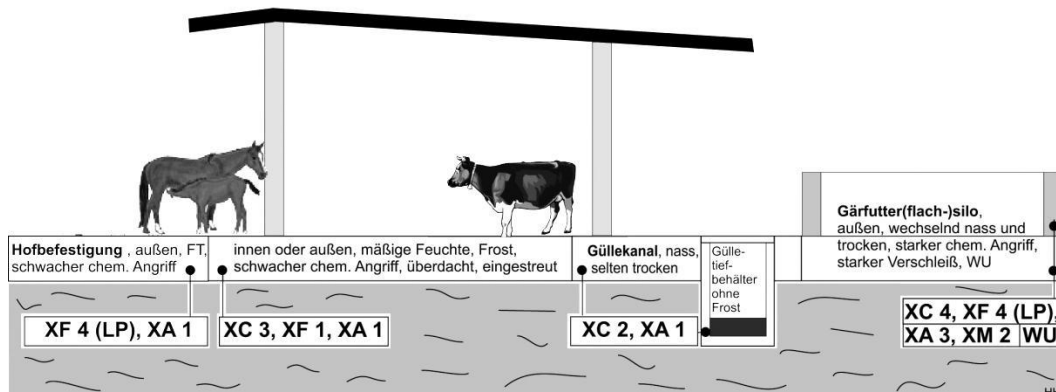 Hofbefestigung , außen, FT,
schwacher chem. Angriff
innen oder außen, mäßige Feuchte, Frost,
schwacher chem. Angriff, überdacht, eingestreut
Güllekanal, nass,
selten trocken
Gülle-
tief-
behälter
ohne
Frost
Gärfutter(flach-)silo,
außen, wechselnd nass und
trocken, starker chem. Angriff,
starker Verschleiß, WU
XF 4 (LP), XA 1
XC 3, XF 1, XA 1
XC 2, XA 1
XC 4, XF 4 (LP),
XA 3, XM 2 WU